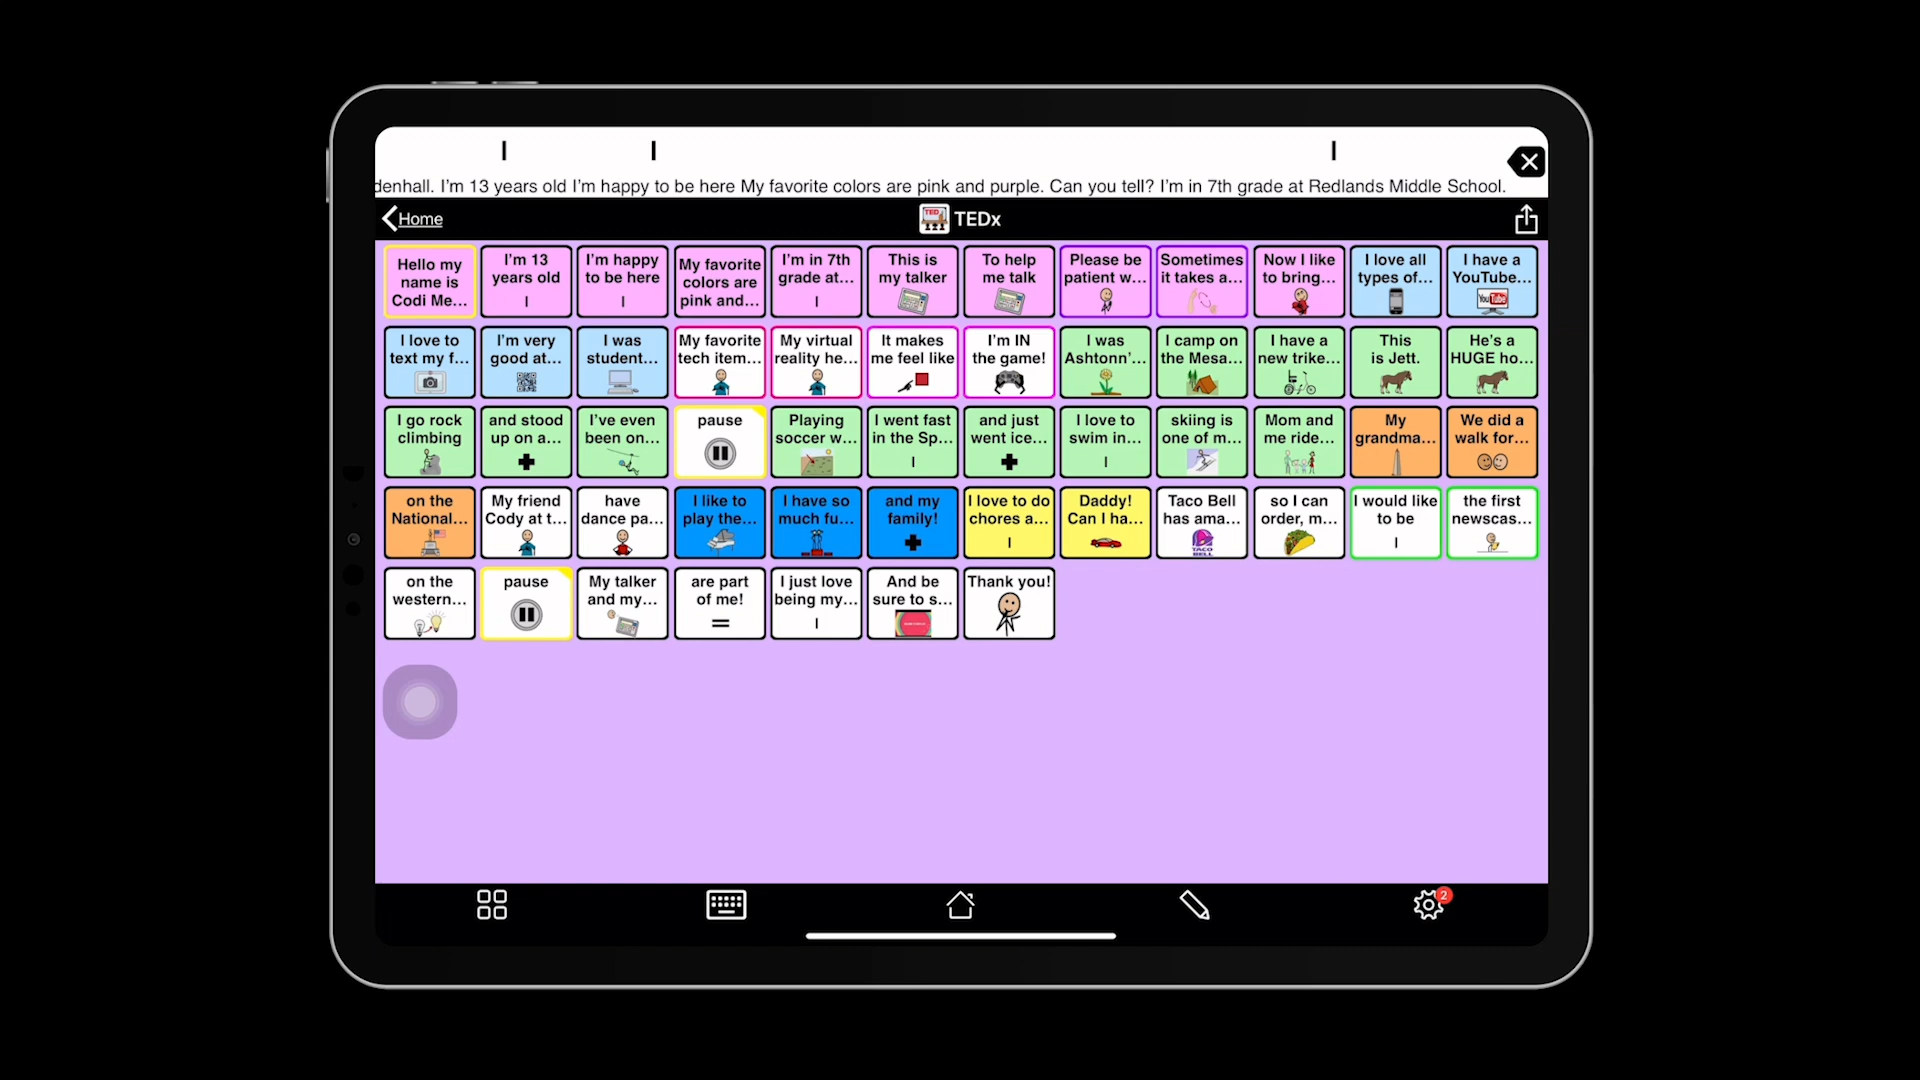 denhall. I'm 13 years old I'm happy to be here My favorite colors are pink and purple. Can you tell? I'm in 7th grade at Redlands Middle School.
Home
TED
TEDx
Hello my
name is
Codi Me...
I'm 13
years old
I
I'm happy
to be here
I
My favorite
colors are
pink and...
I'm in 7th
grade at...
I
This is
my talker
To help
me talk
Please be
patient w...
Sometimes
it takes a...
Now I like
to bring...
I love all
types of...
I have a
YouTube...
YouTube
I love to
text my f...
I'm very
good at...
I was
student...
My favorite
tech item...
My virtual
reality he...
It makes
me feel like
I'm IN
the game!
I was
Ashtonn'...
I camp on
the Mesa...
I have a
new trike...
This
is Jett.
He's a
HUGE ho...
I go rock
climbing
and stood
up on a...
I've even
been on...
pause
Playing
soccer w...
I went fast
in the Sp...
I
and just
went ice...
I love to
swim in...
I
skiing is
one of m...
Mom and
me ride...
My
grandma...
We did a
walk for...
on the
National...
My friend
Cody at t...
have
dance pa...
I like to
play the...
I have so
much fu...
and my
family!
I love to do
chores a...
I
Daddy!
Can I ha...
Taco Bell
has ama...
TACO
BELL
so I can
order, m...
I would like
to be
I
the first
newscas...
on the
western...
pause
My talker
and my...
are part
of me!
I just love
being my...
I
And be
sure to s...
Thank you!
2